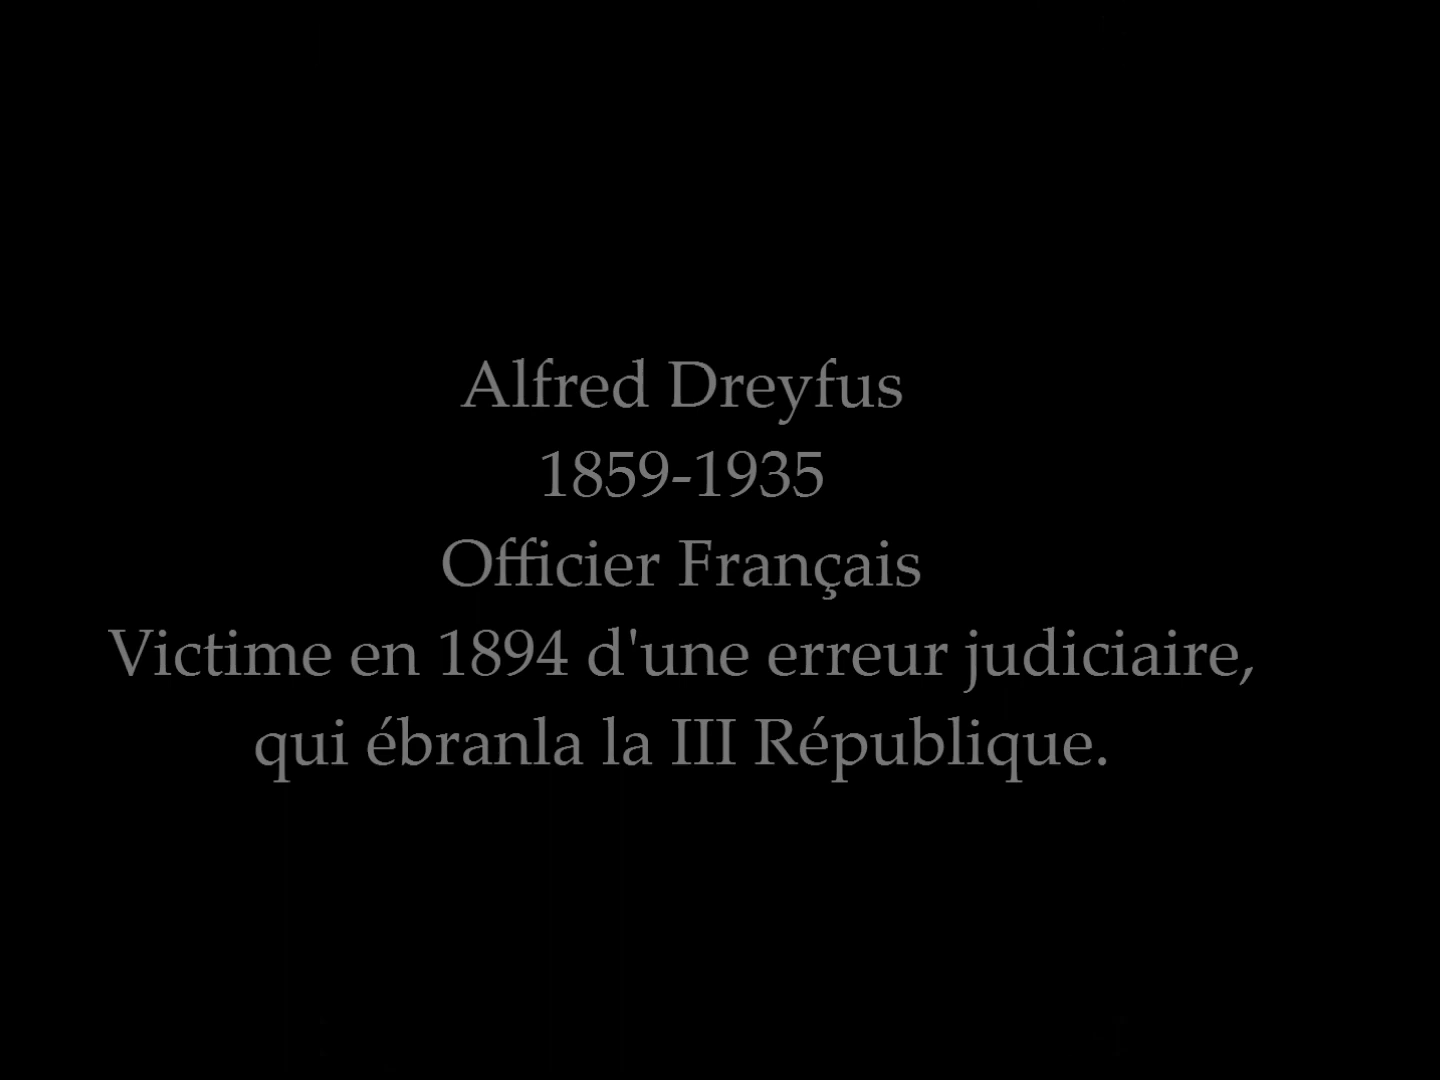 Alfred Dreyfus
1859-1935
Officier Français
Victime en 1894 d'une erreur judiciaire,
qui ébranla la III République.